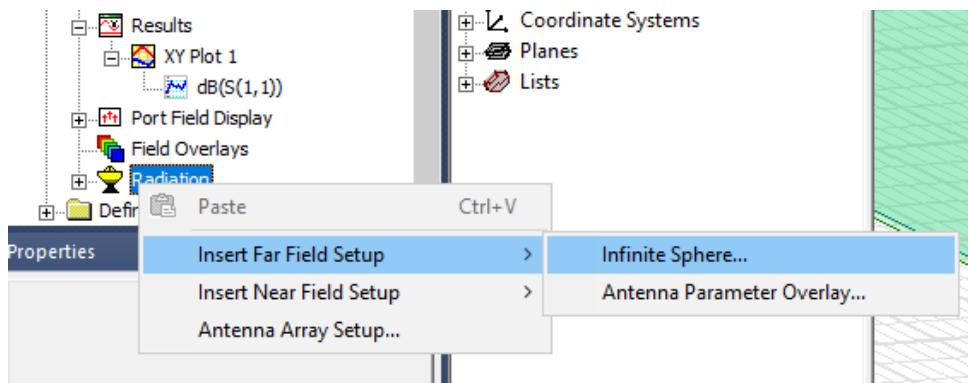 Results
XY Plot 1
dB(S(1,1))
Port Field Display
Field Overlays
Radiation
Defin
Coordinate Systems
Planes
Lists
Properties
Paste Ctrl+V
Insert Far Field Setup
Insert Near Field Setup
Antenna Array Setup...
Infinite Sphere...
Antenna Parameter Overlay...